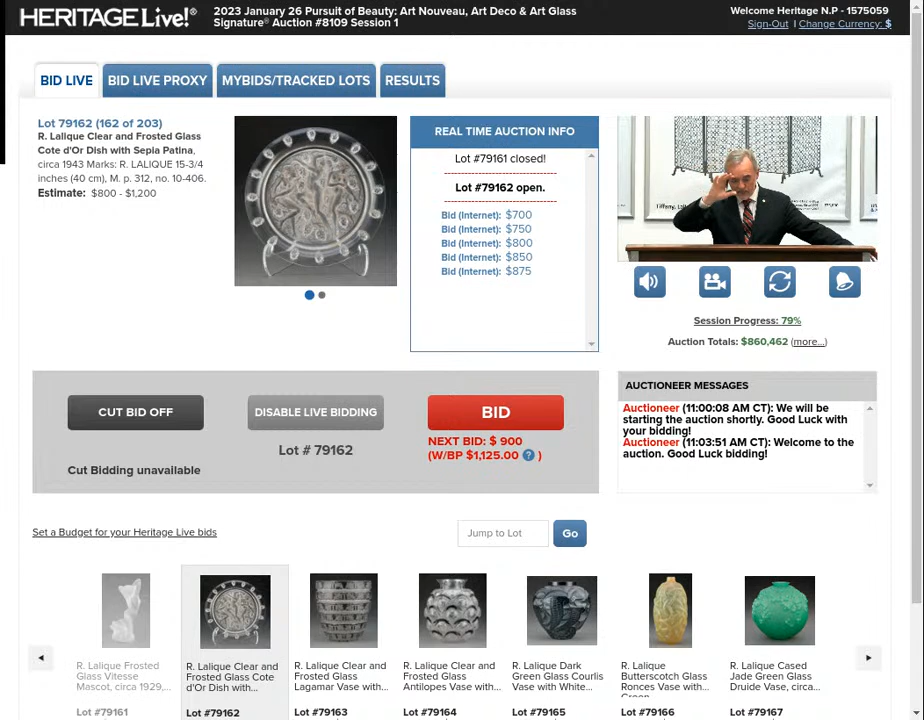 HERITAGE Live!®
2023 January 26 Pursuit of Beauty: Art Nouveau, Art Deco & Art Glass
Signature® Auction #8109 Session 1
Welcome Heritage N.P - 1575059
Sign-Out | Change Currency: $
BID LIVE
BID LIVE PROXY
MYBIDS/TRACKED LOTS
RESULTS
Lot 79162 (162 of 203)
R. Lalique Clear and Frosted Glass
Cote d'Or Dish with Sepia Patina,
circa 1943 Marks: R. LALIQUE 15-3/4
inches (40 cm), M. p. 312, no. 10-406.
Estimate: $800 - $1,200
REAL TIME AUCTION INFO
Lot #79161 closed!
Lot #79162 open.
Bid (Internet): $700
Bid (Internet): $750
Bid (Internet): $800
Bid (Internet): $850
Bid (Internet): $875
Tiffany, Lali
Session Progress: 79%
Auction Totals: $860,462 (more...)
CUT BID OFF
Cut Bidding unavailable
DISABLE LIVE BIDDING
Lot # 79162
BID
NEXT BID: $ 900
(W/BP $1,125.00 ? )
AUCTIONEER MESSAGES
Auctioneer (11:00:08 AM CT): We will be
starting the auction shortly. Good Luck with
your bidding!
Auctioneer (11:03:51 AM CT): Welcome to the
auction. Good Luck bidding!
Set a Budget for your Heritage Live bids
Jump to Lot
Go
R. Lalique Frosted
Glass Vitesse
Mascot, circa 1929,...
Lot #79161
R. Lalique Clear and
Frosted Glass Cote
d'Or Dish with...
Lot #79162
R. Lalique Clear and
Frosted Glass
Lagamar Vase with...
Lot #79163
R. Lalique Clear and
Frosted Glass
Antilopes Vase with...
Lot #79164
R. Lalique Dark
Green Glass Courlis
Vase with White...
Lot #79165
R. Lalique
Butterscotch Glass
Ronces Vase with
Green
Lot #79166
R. Lalique Cased
Jade Green Glass
Druide Vase, circa...
Lot #79167